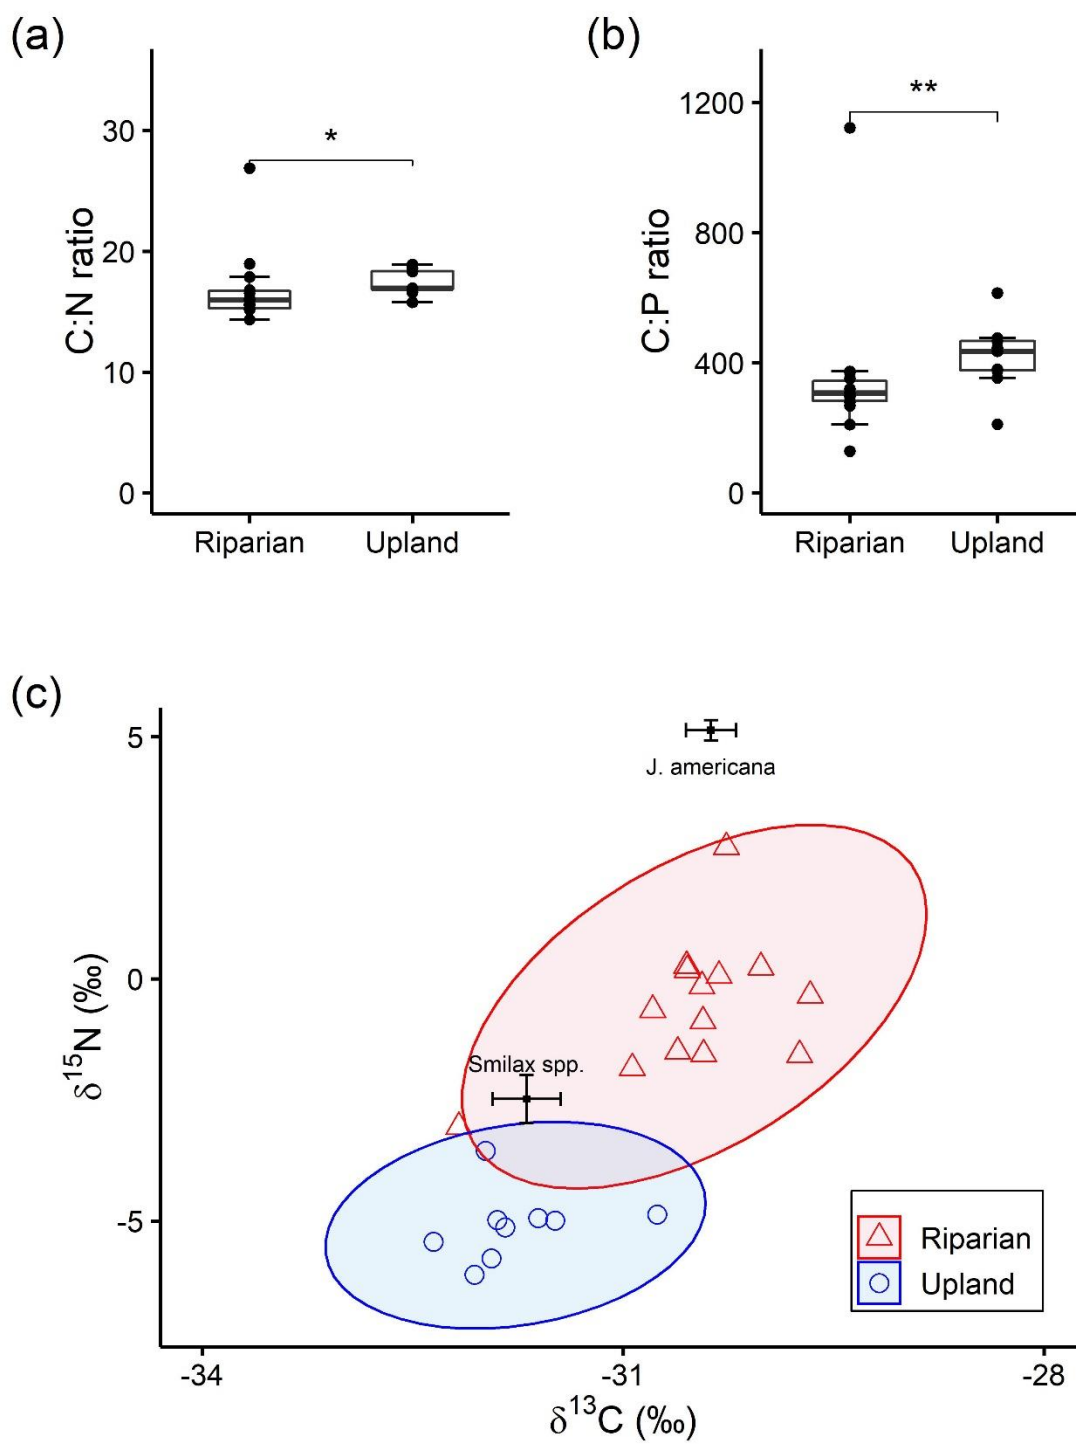 (a)
(b)
*
**
C:N ratio
30
20
10
0
Riparian
Upland
C:P ratio
1200
800
400
0
Riparian
Upland
(c)
δ¹⁵N (‰)
5
0
-5
J. americana
Smilax spp.
Riparian
Upland
-34
-31
-28
δ¹³C (‰)